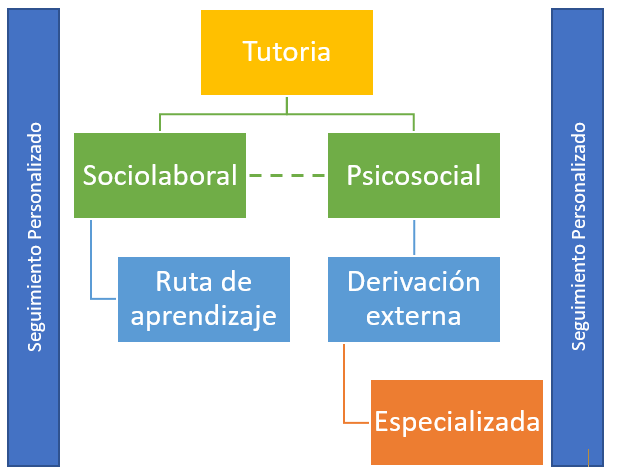 Seguimiento Personalizado
Tutoria
Sociolaboral
Psicosocial
Ruta de
aprendizaje
Derivación
externa
Especializada
Seguimiento Personalizado